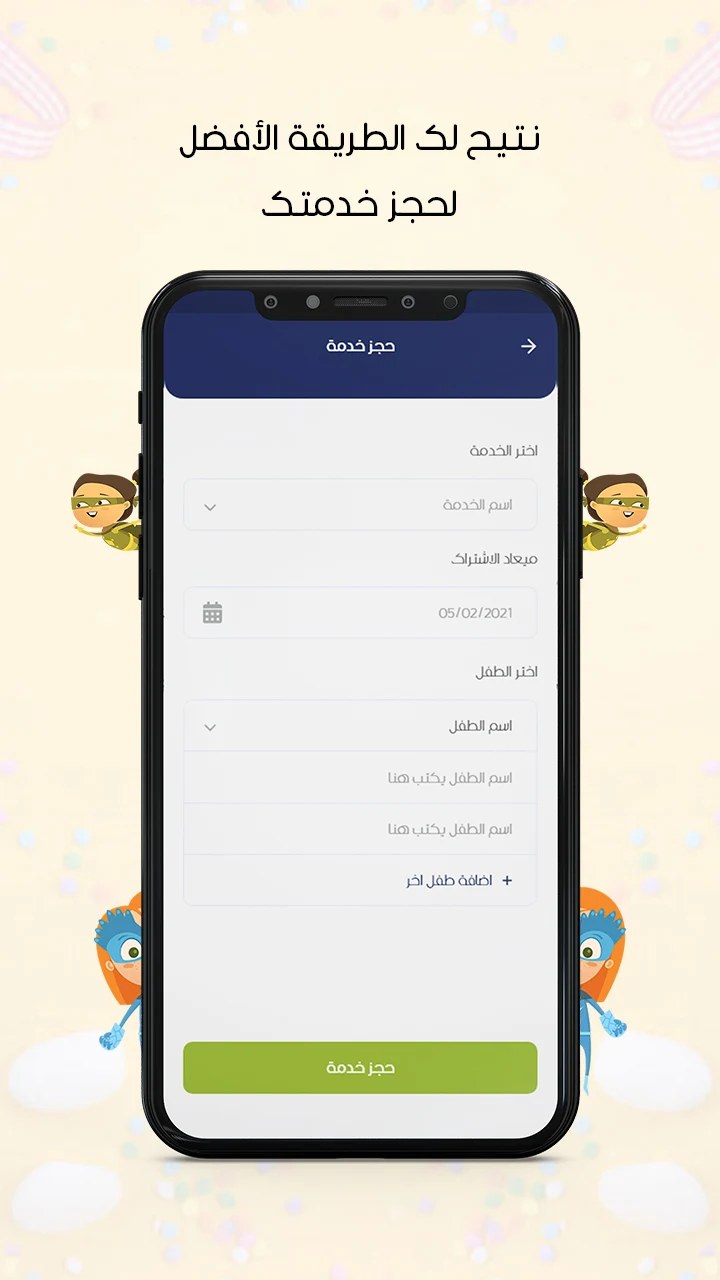 نتيح لك الطريقة الأفضل
لحجز خدمتك
حجز خدمة
اختر الخدمة
اسم الخدمة
ميعاد الاشتراك
05/02/2021
اختر الطفل
اسم الطفل
اسم الطفل يكتب هنا
اسم الطفل يكتب هنا
+ اضافة طفل اخر
حجز خدمة